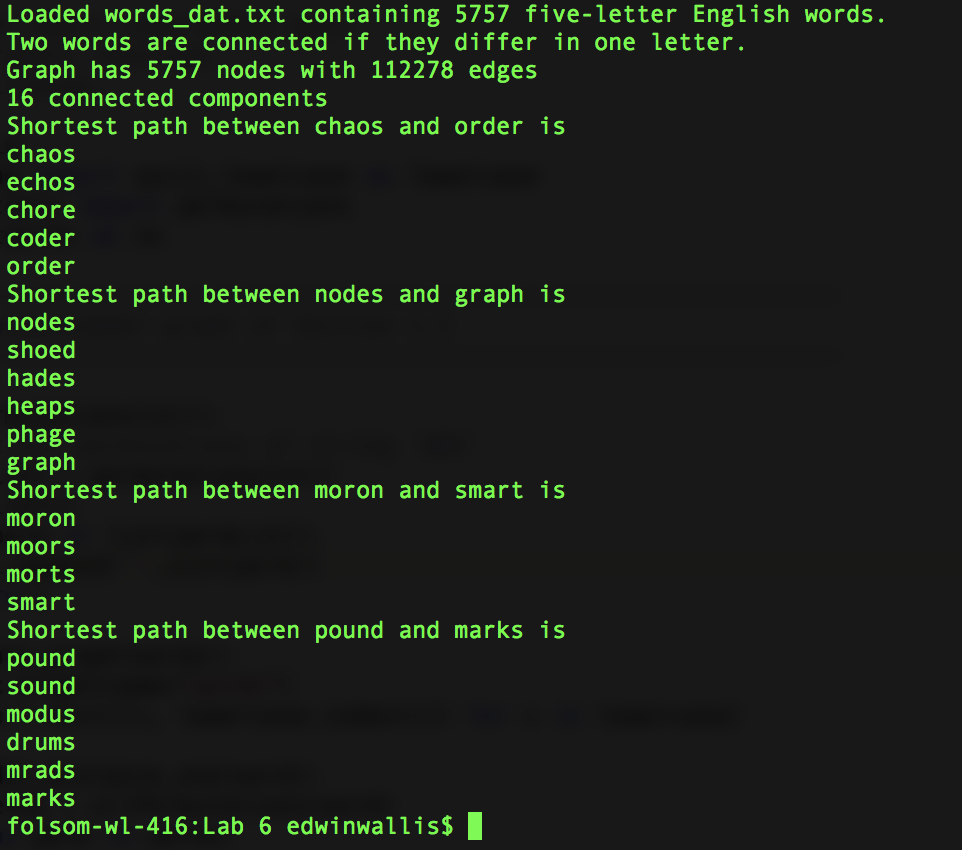 Loaded words_dat.txt containing 5757 five-letter English words.
Two words are connected if they differ in one letter.
Graph has 5757 nodes with 112278 edges
16 connected components
Shortest path between chaos and order is
chaos
echos
chore
coder
order
Shortest path between nodes and graph is
nodes
shoed
hades
heaps
phage
graph
Shortest path between moron and smart is
moron
moors
morts
smart
Shortest path between pound and marks is
pound
sound
modus
drums
mrads
marks
folsom-wl-416:Lab 6 edwinwallis$